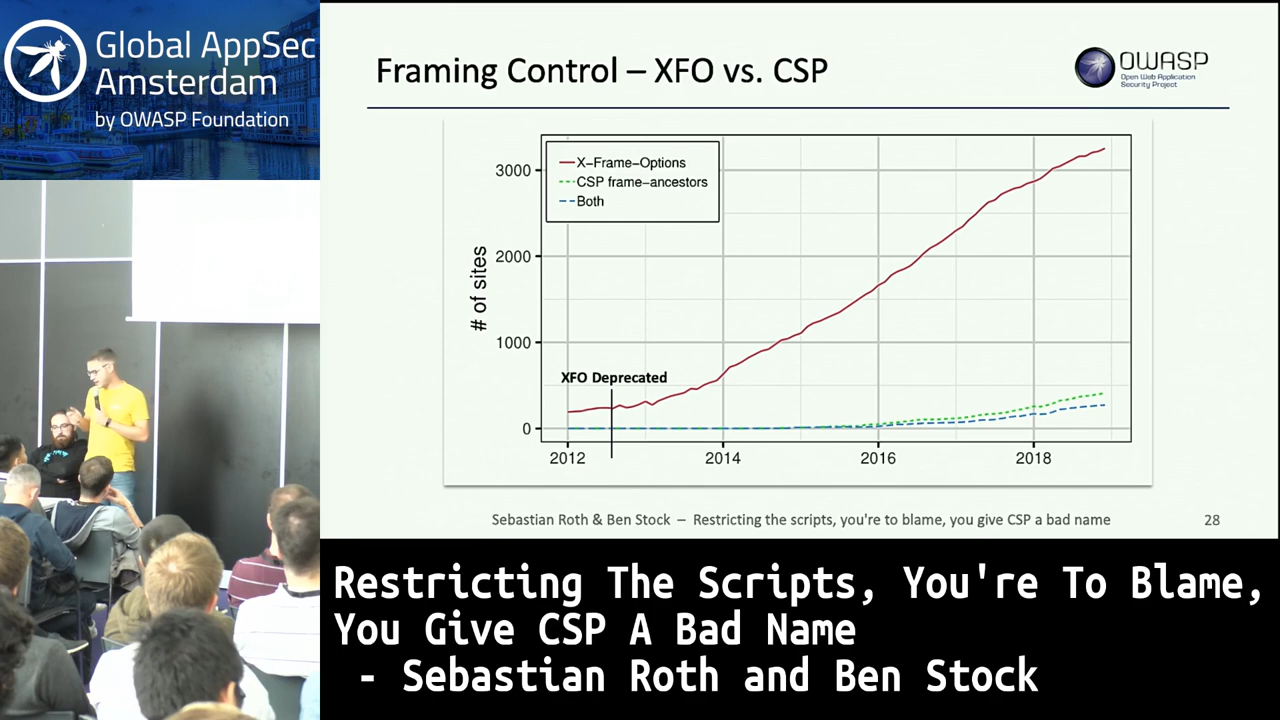 Global AppSec
Amsterdam
by OWASP Foundation
Framing Control – XFO vs. CSP
OWASP
Open Web Application
Security Project
X−Frame−Options
CSP frame−ancestors
Both
# of sites
3000
2000
1000
0
XFO Deprecated
2012
2014
2016
2018
Sebastian Roth & Ben Stock – Restricting the scripts, you're to blame, you give CSP a bad name
28
Restricting The Scripts, You're To Blame,
You Give CSP A Bad Name
- Sebastian Roth and Ben Stock